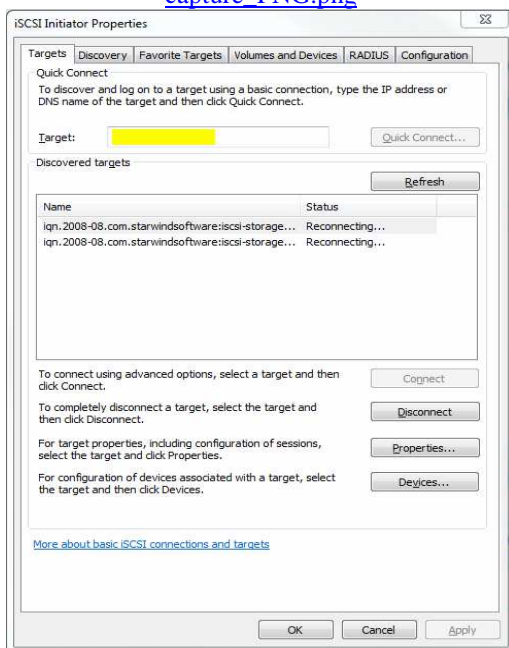 capture_PNG.png
iSCSI Initiator Properties
Targets Discovery Favorite Targets Volumes and Devices RADIUS Configuration
Quick Connect
To discover and log on to a target using a basic connection, type the IP address or
DNS name of the target and then click Quick Connect.
Target: Quick Connect...
Discovered targets
Refresh
Name Status
iqn.2008-08.com.starwindsoftware:iscsi-storage... Reconnecting...
iqn.2008-08.com.starwindsoftware:iscsi-storage... Reconnecting...
To connect using advanced options, select a target and then
click Connect.
Connect
To completely disconnect a target, select the target and
then click Disconnect.
Disconnect
For target properties, including configuration of sessions,
select the target and click Properties.
Properties...
For configuration of devices associated with a target, select
the target and then click Devices.
Devices...
More about basic iSCSI connections and targets
OK Cancel Apply